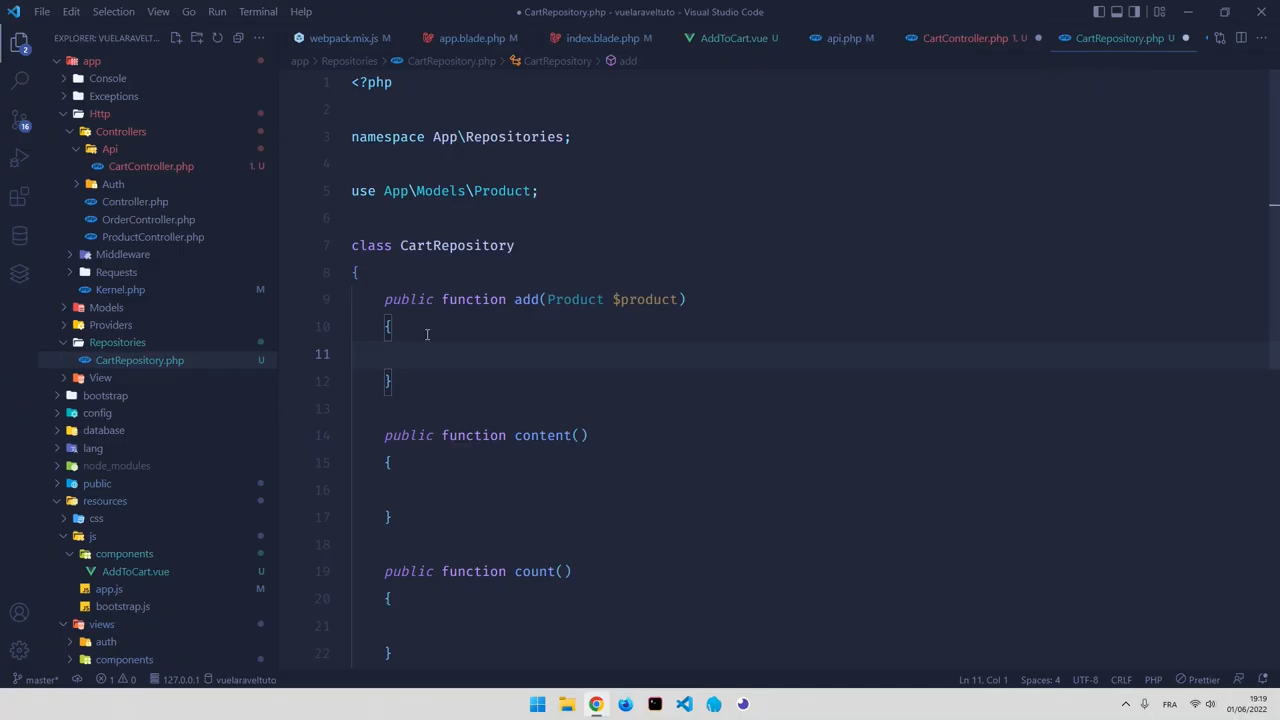 File Edit Selection View Go Run Terminal Help
● CartRepository.php - vuelaraveltuto - Visual Studio Code
EXPLORER: VUELARAVELT...
webpack.mix.js M app.blade.php M index.blade.php M AddToCart.vue U api.php M CartController.php 1, U CartRepository.php U
app > Repositories > CartRepository.php > CartRepository > add
2
16
app
Console
Exceptions
Http
Controllers
Api
CartController.php 1, U
Auth
Controller.php
OrderController.php
ProductController.php
Middleware
Requests
Kernel.php M
Models
Providers
Repositories
CartRepository.php U
View
bootstrap
config
database
lang
node_modules
public
resources
css
js
components
AddToCart.vue U
app.js M
bootstrap.js
views
auth
components
1 <?php
2
3 namespace App\Repositories;
4
5 use App\Models\Product;
6
7 class CartRepository
8 {
9 public function add(Product $product)
10 {
11
12 }
13
14 public function content()
15 {
16
17 }
18
19 public function count()
20 {
21
22 }
master* 0 0 127.0.0.1 vuelaraveltuto Ln 11, Col 1 Spaces: 4 UTF-8 CRLF PHP Prettier
FRA 19:19
01/06/2022